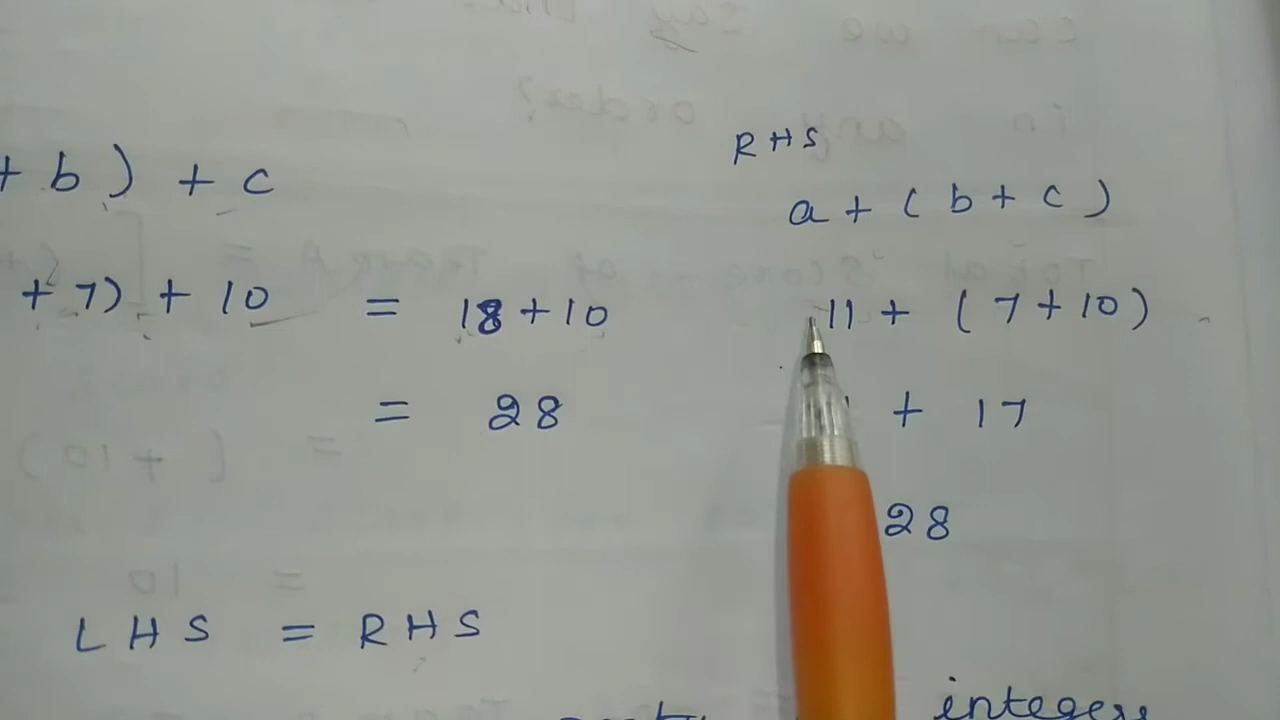 + b ) + c
+ 7) + 10 = 18 + 10
= 28
LHS = RHS
RHS
a + ( b + c )
11 + ( 7 + 10 )
+ 17
28
integers